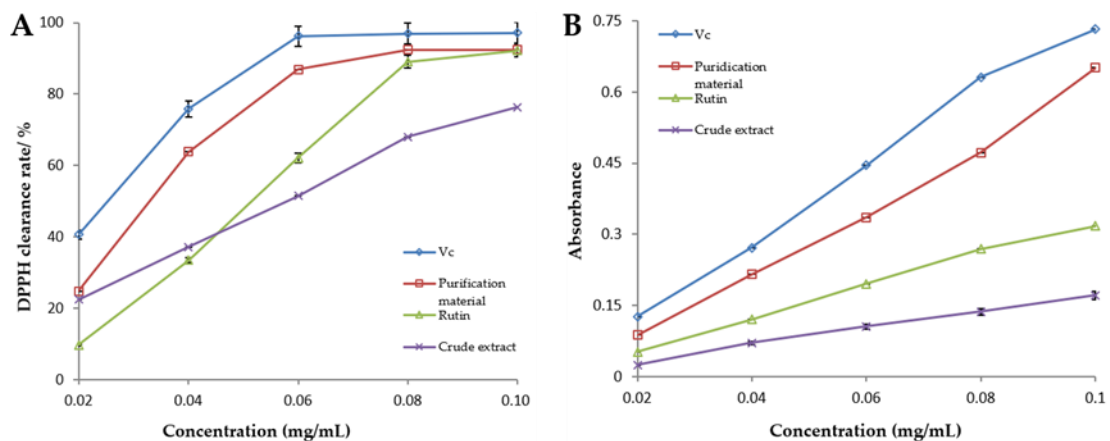 A
DPPH clearance rate/ %
100
80
60
40
20
0
0.02 0.04 0.06 0.08 0.10
Concentration (mg/mL)
Vc
Purification
material
Rutin
Crude extract
B
Absorbance
0.75
0.6
0.45
0.3
0.15
0
0.02 0.04 0.06 0.08 0.1
Concentration (mg/mL)
Vc
Puridication
material
Rutin
Crude extract